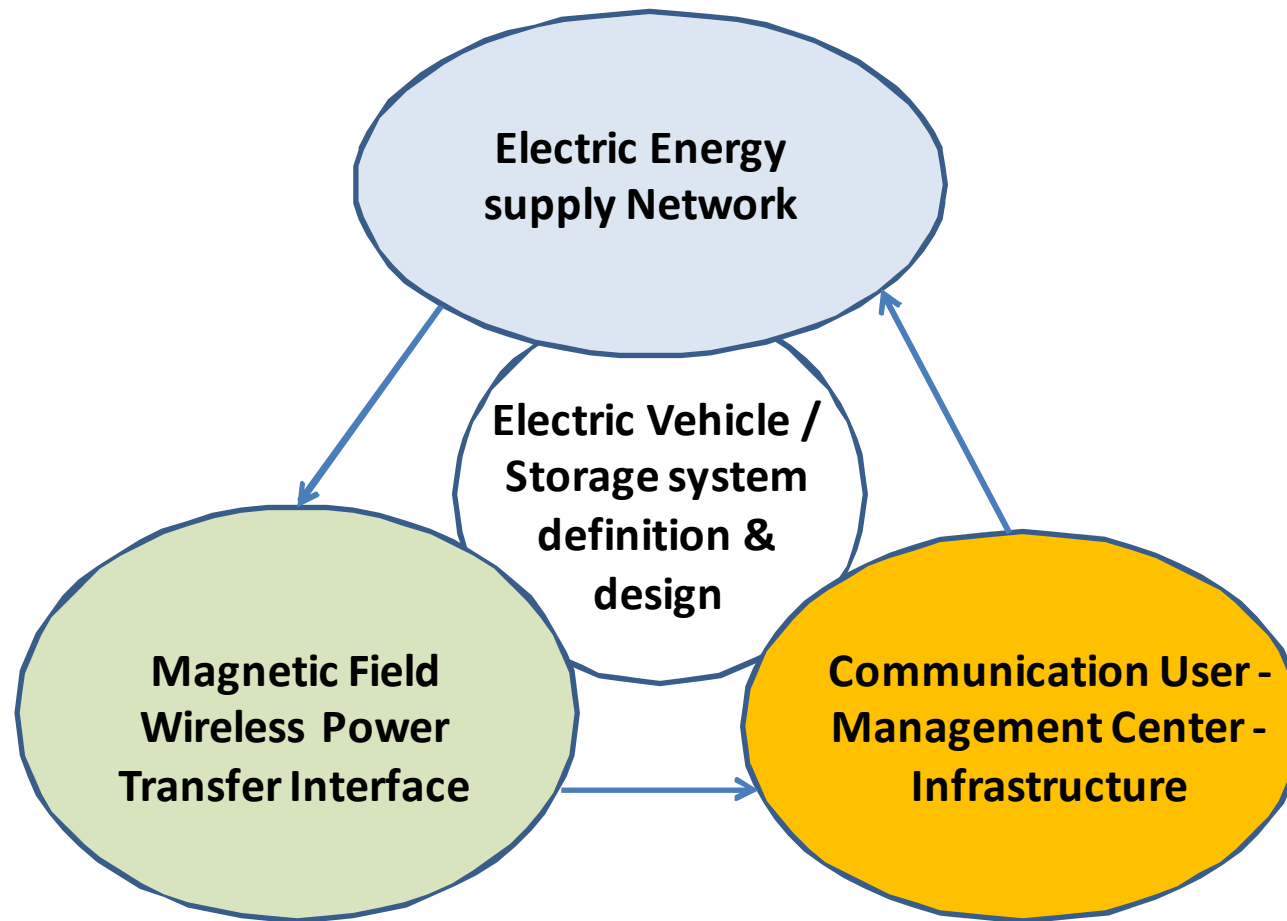 Electric Energy
supply Network
Electric Vehicle /
Storage system
definition &
design
Magnetic Field
Wireless Power
Transfer Interface
Communication User -
Management Center -
Infrastructure